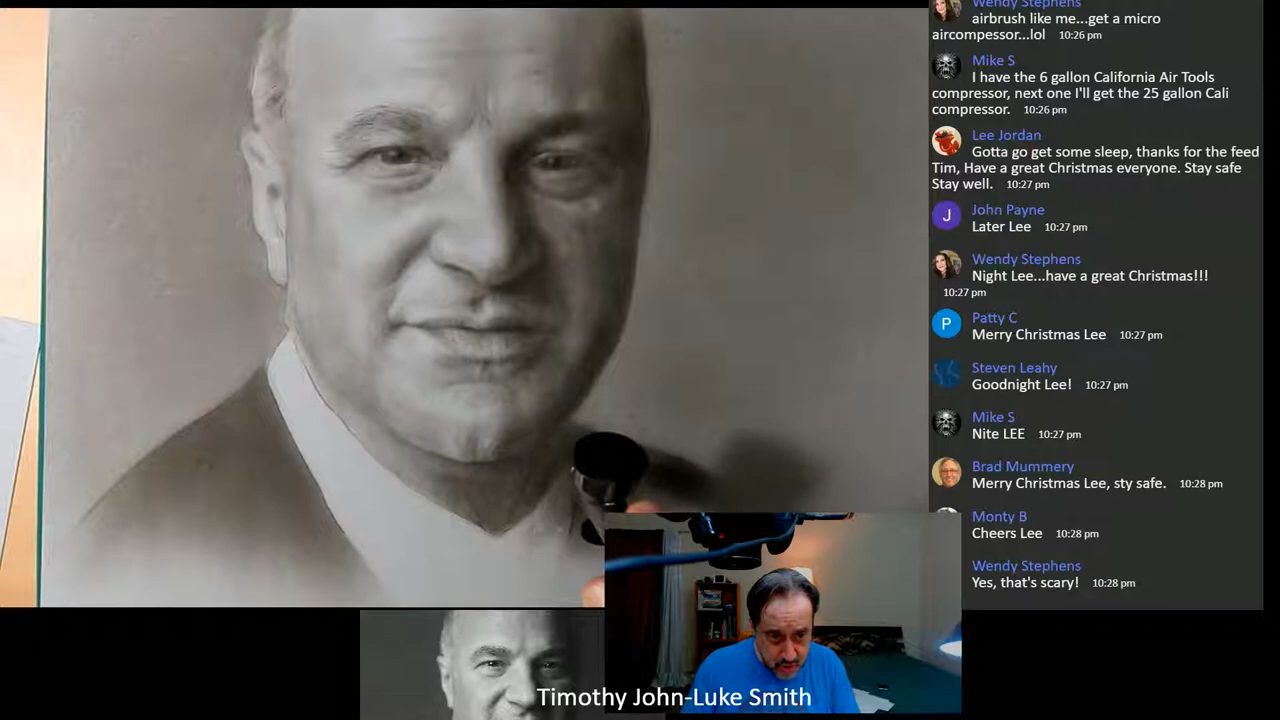 Wendy Stephens
airbrush like me...get a micro
aircompessor...lol 10:26 pm
Mike S
I have the 6 gallon California Air Tools
compressor, next one I'll get the 25 gallon Cali
compressor. 10:26 pm
Lee Jordan
Gotta go get some sleep, thanks for the feed
Tim, Have a great Christmas everyone. Stay safe
Stay well. 10:27 pm
John Payne
J
Later Lee 10:27 pm
Wendy Stephens
Night Lee...have a great Christmas!!!
10:27 pm
Patty C
P
Merry Christmas Lee 10:27 pm
Steven Leahy
Goodnight Lee! 10:27 pm
Mike S
Nite LEE 10:27 pm
Brad Mummery
Merry Christmas Lee, sty safe. 10:28 pm
Monty B
Cheers Lee 10:28 pm
Wendy Stephens
Yes, that's scary! 10:28 pm
Timothy John-Luke Smith